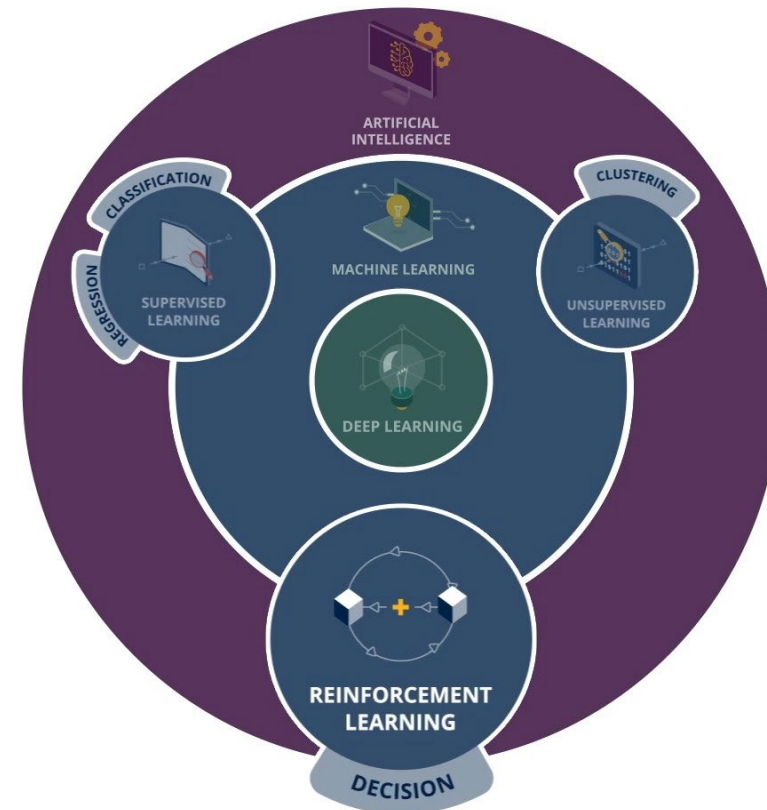 ARTIFICIAL
INTELLIGENCE
CLASSIFICATION
REGRESSION
SUPERVISED
LEARNING
MACHINE LEARNING
CLUSTERING
UNSUPERVISED
LEARNING
DEEP LEARNING
REINFORCEMENT
LEARNING
DECISION